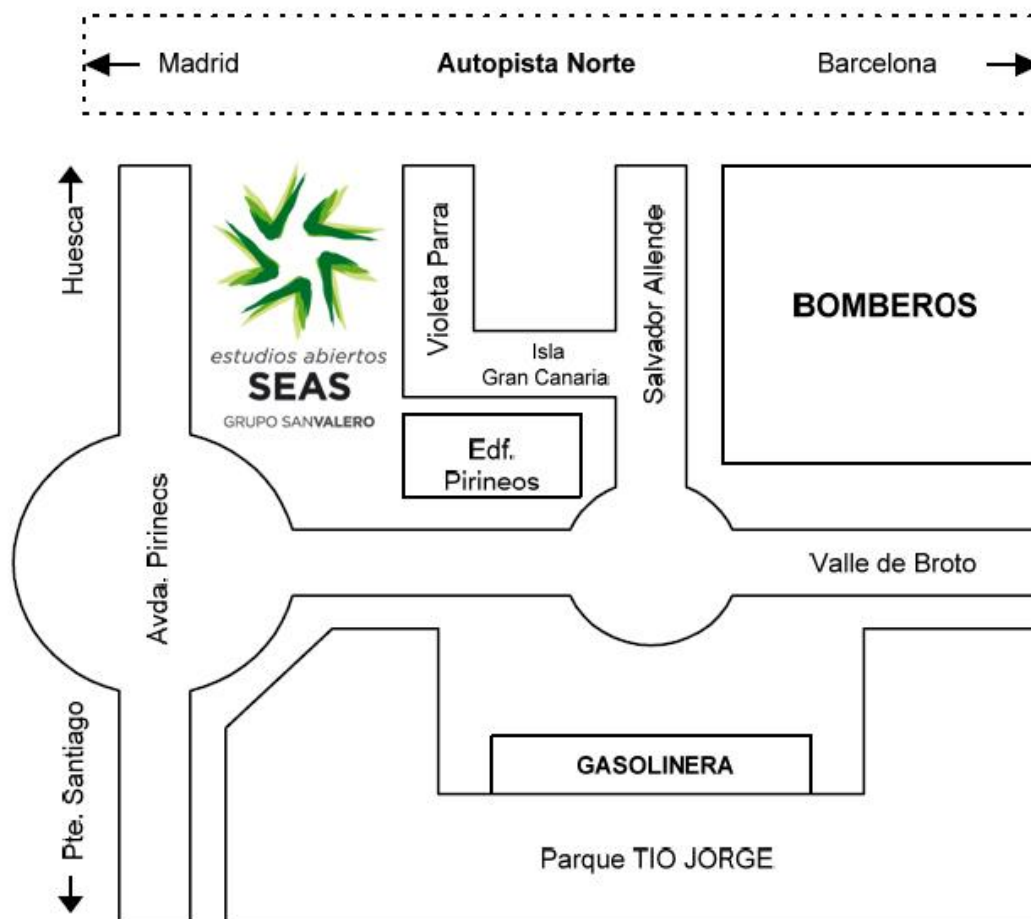 Madrid
Autopista Norte
Barcelona
Huesca
Violeta Parra
Salvador Allende
BOMBEROS
Isla
Gran Canaria
estudios abiertos
SEAS
GRUPO SANVALERO
Edf.
Pirineos
Avda. Pirineos
Valle de Broto
Pte. Santiago
GASOLINERA
Parque TIO JORGE